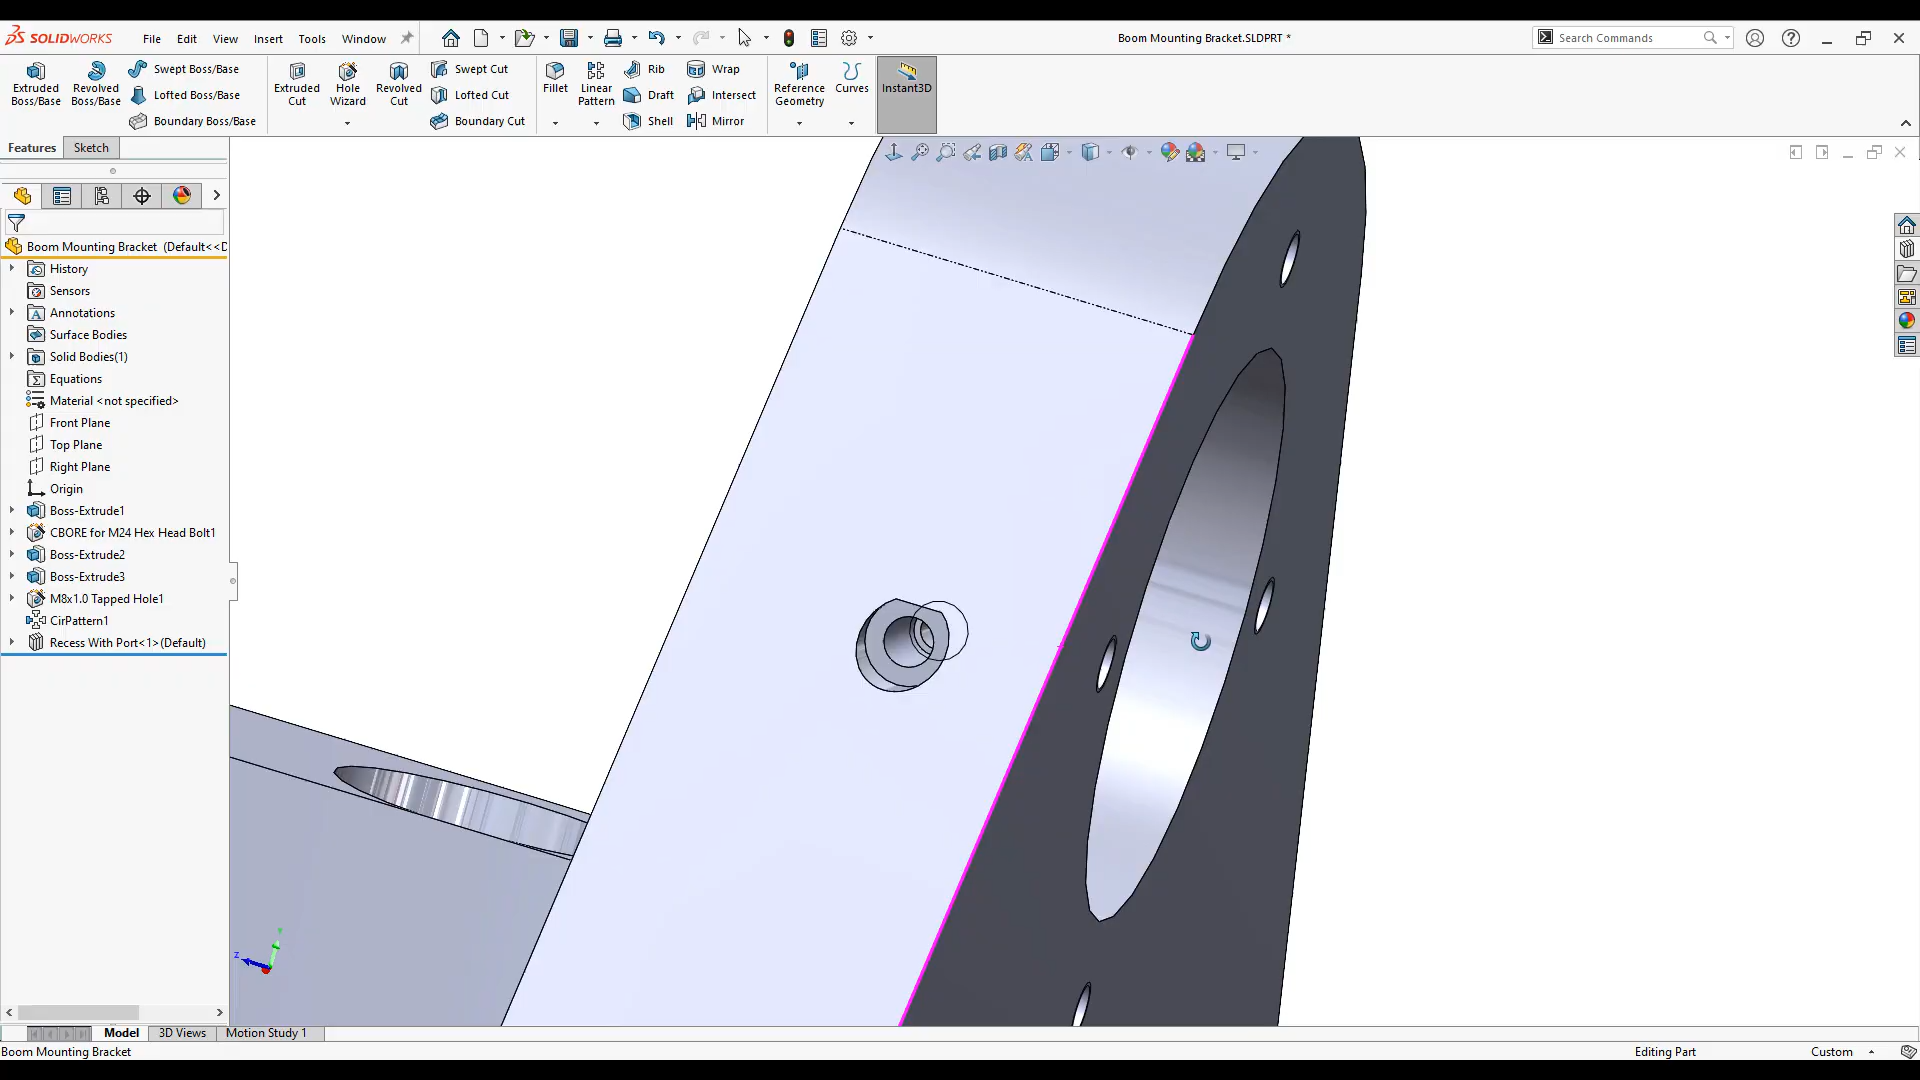 SOLIDWORKS File Edit View Insert Tools Window Boom Mounting Bracket.SLDPRT * Search Commands
Extruded Boss/Base
Revolved Boss/Base
Swept Boss/Base
Lofted Boss/Base
Boundary Boss/Base
Extruded Cut
Hole Wizard
Revolved Cut
Swept Cut
Lofted Cut
Boundary Cut
Fillet
Linear Pattern
Rib
Draft
Shell
Wrap
Intersect
Mirror
Reference Geometry
Curves
Instant3D
Features Sketch
Boom Mounting Bracket (Default<<D
History
Sensors
Annotations
Surface Bodies
Solid Bodies(1)
Equations
Material <not specified>
Front Plane
Top Plane
Right Plane
Origin
Boss-Extrude1
CBORE for M24 Hex Head Bolt1
Boss-Extrude2
Boss-Extrude3
M8x1.0 Tapped Hole1
CirPattern1
Recess With Port<1>(Default)
Y
Z
Model 3D Views Motion Study 1
Boom Mounting Bracket Editing Part Custom